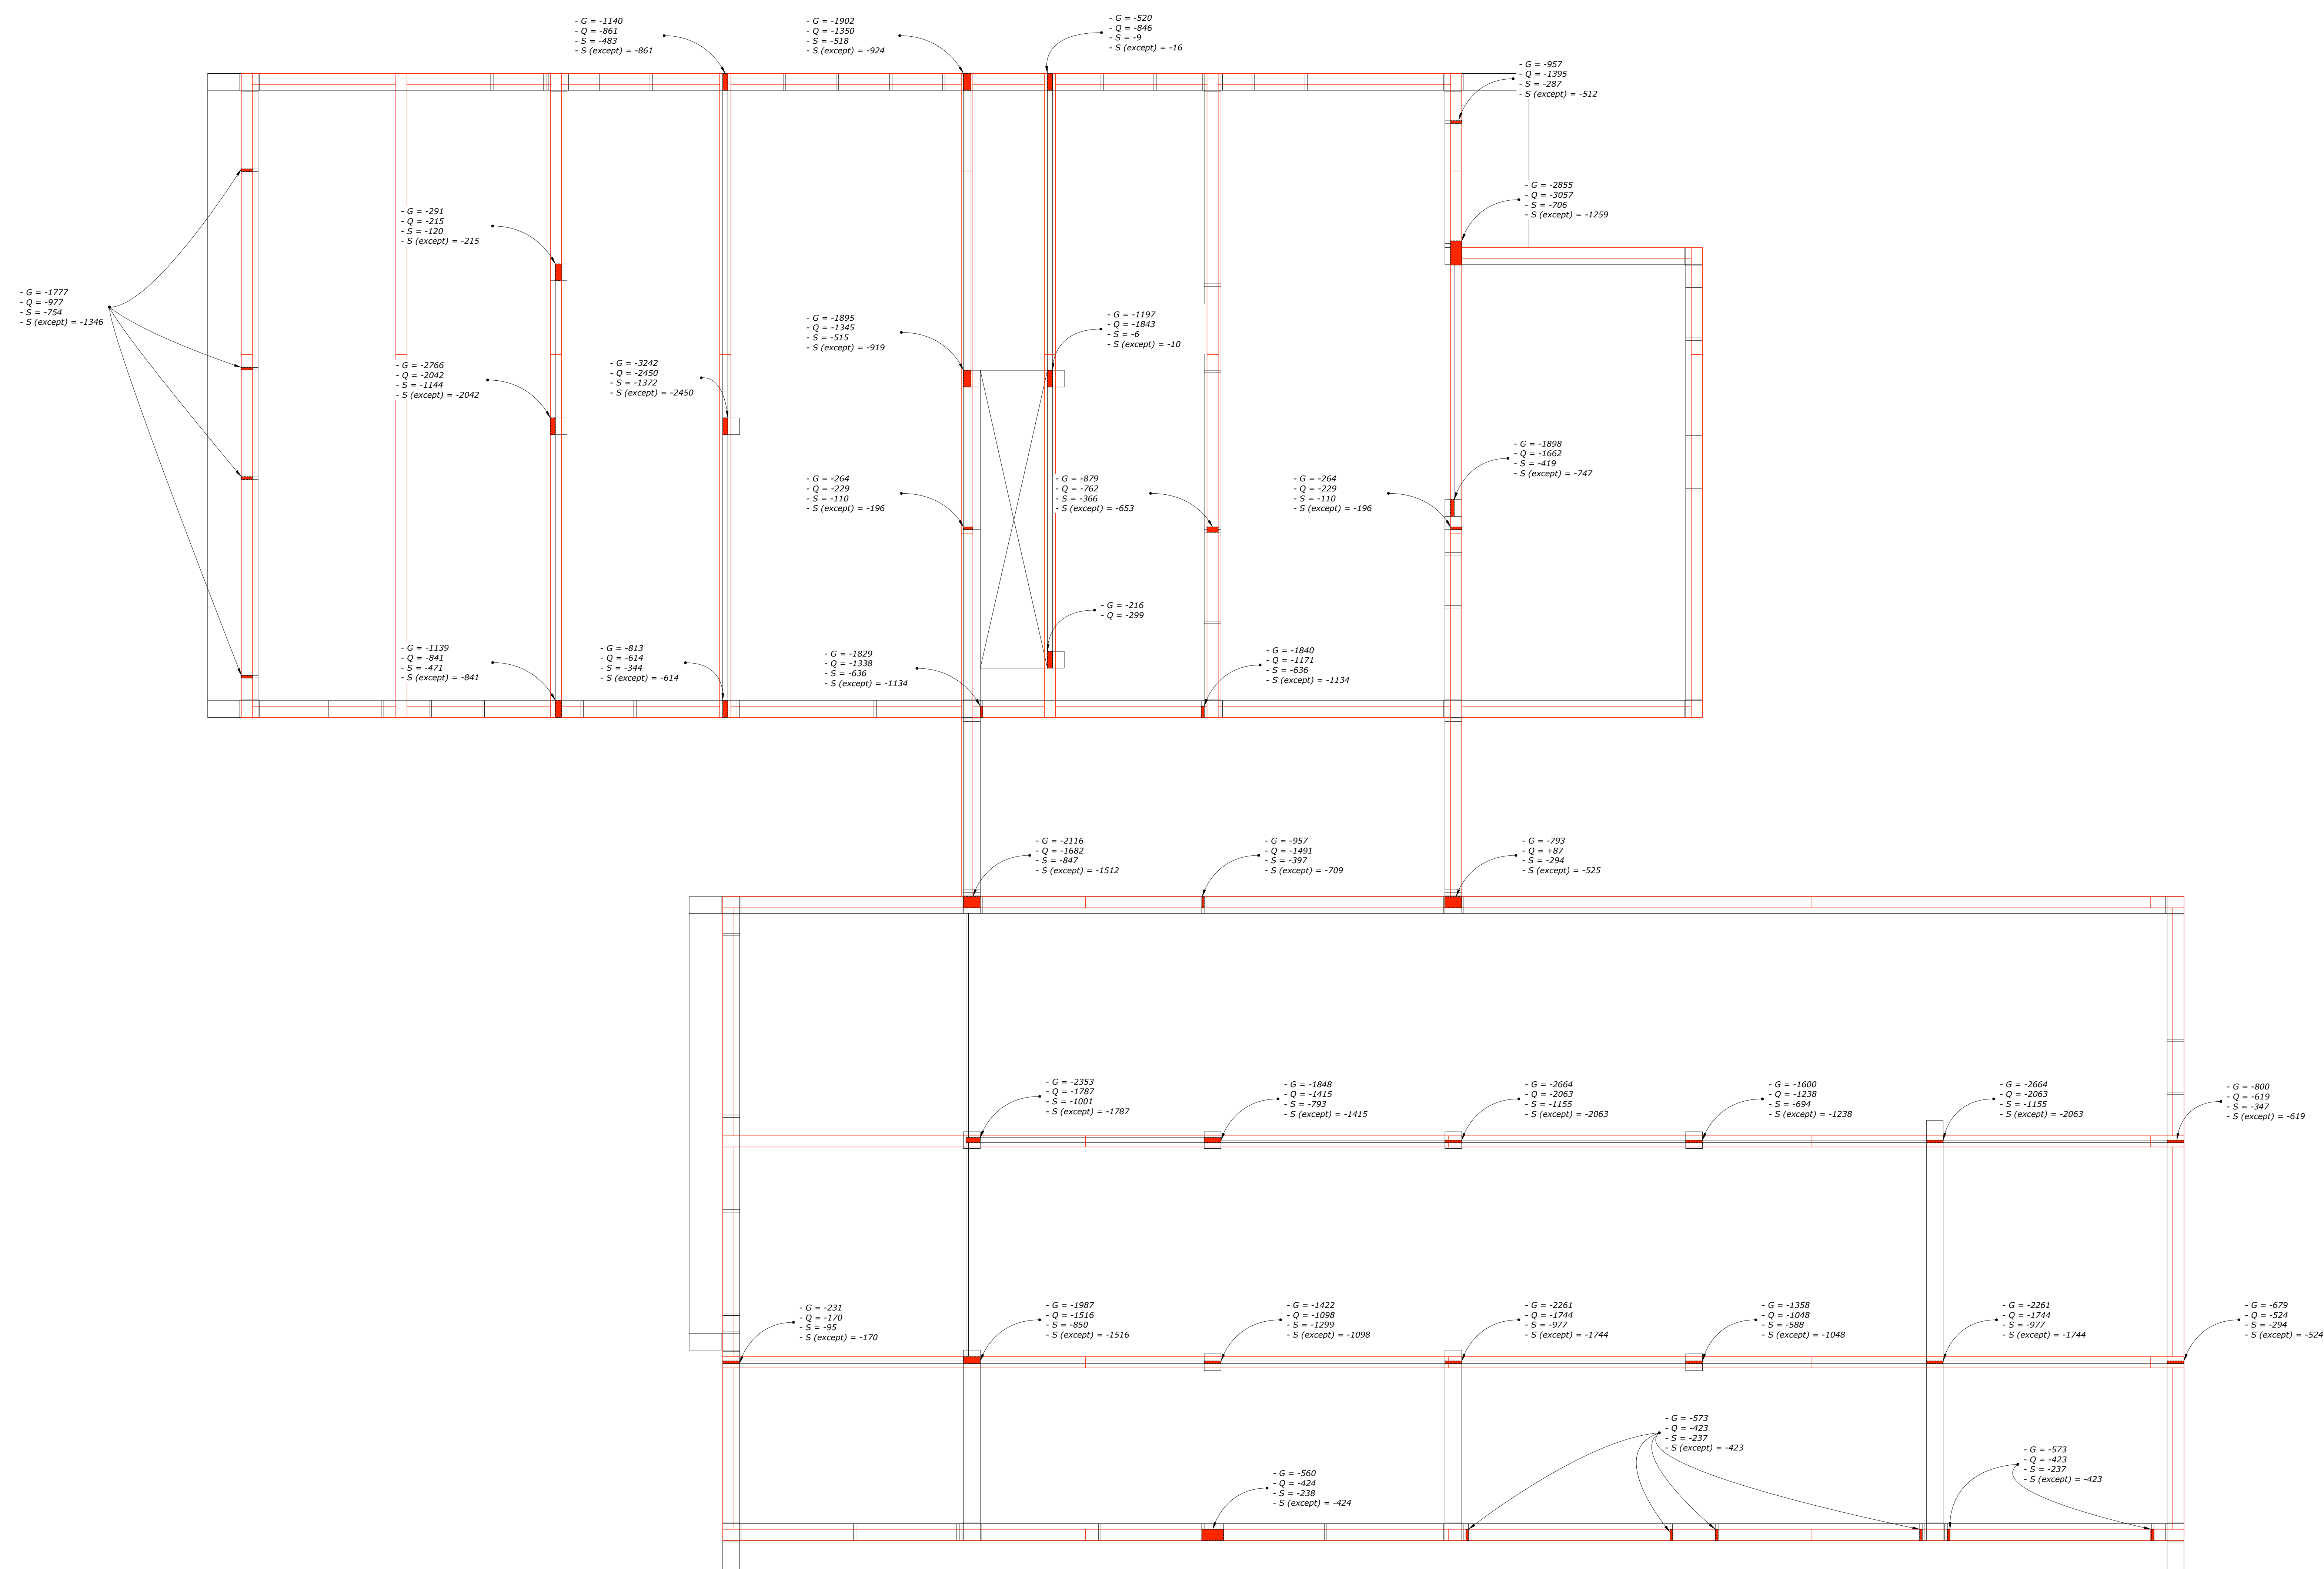 - G = -1140
- Q = -861
- S = -483
- S (except) = -861
- G = -1902
- Q = -1350
- S = -518
- S (except) = -924
- G = -520
- Q = -846
- S = -9
- S (except) = -16
- G = -957
- Q = -1395
- S = -287
- S (except) = -512
- G = -291
- Q = -215
- S = -120
- S (except) = -215
- G = -2855
- Q = -3057
- S = -706
- S (except) = -1259
- G = -1777
- Q = -977
- S = -754
- S (except) = -1346
- G = -2766
- Q = -2042
- S = -1144
- S (except) = -2042
- G = -3242
- Q = -2450
- S = -1372
- S (except) = -2450
- G = -1895
- Q = -1345
- S = -515
- S (except) = -919
- G = -1197
- Q = -1843
- S = -6
- S (except) = -10
- G = -264
- Q = -229
- S = -110
- S (except) = -196
- G = -879
- Q = -762
- S = -366
- S (except) = -653
- G = -264
- Q = -229
- S = -110
- S (except) = -196
- G = -1898
- Q = -1662
- S = -419
- S (except) = -747
- G = -216
- Q = -299
- G = -1139
- Q = -841
- S = -471
- S (except) = -841
- G = -813
- Q = -614
- S = -344
- S (except) = -614
- G = -1829
- Q = -1338
- S = -636
- S (except) = -1134
- G = -1840
- Q = -1171
- S = -636
- S (except) = -1134
- G = -2116
- Q = -1682
- S = -847
- S (except) = -1512
- G = -957
- Q = -1491
- S = -397
- S (except) = -709
- G = -793
- Q = +87
- S = -294
- S (except) = -525
- G = -2353
- Q = -1787
- S = -1001
- S (except) = -1787
- G = -1848
- Q = -1415
- S = -793
- S (except) = -1415
- G = -2664
- Q = -2063
- S = -1155
- S (except) = -2063
- G = -1600
- Q = -1238
- S = -694
- S (except) = -1238
- G = -2664
- Q = -2063
- S = -1155
- S (except) = -2063
- G = -800
- Q = -619
- S = -347
- S (except) = -619
- G = -231
- Q = -170
- S = -95
- S (except) = -170
- G = -1987
- Q = -1516
- S = -850
- S (except) = -1516
- G = -1422
- Q = -1098
- S = -1299
- S (except) = -1098
- G = -2261
- Q = -1744
- S = -977
- S (except) = -1744
- G = -1358
- Q = -1048
- S = -588
- S (except) = -1048
- G = -2261
- Q = -1744
- S = -977
- S (except) = -1744
- G = -679
- Q = -524
- S = -294
- S (except) = -524
- G = -573
- Q = -423
- S = -237
- S (except) = -423
- G = -573
- Q = -423
- S = -237
- S (except) = -423
- G = -560
- Q = -424
- S = -238
- S (except) = -424